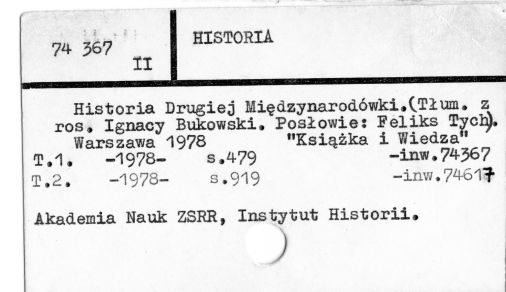 74 367
II
HISTORIA
Historia Drugiej Międzynarodówki.(Tłum. z
ros. Ignacy Bukowski. Posłowie: Feliks Tych).
Warszawa 1978 "Książka i Wiedza"
T.1. -1978- s.479 -inw.74367
T.2. -1978- s.919 -inw.74617
Akademia Nauk ZSRR, Instytut Historii.